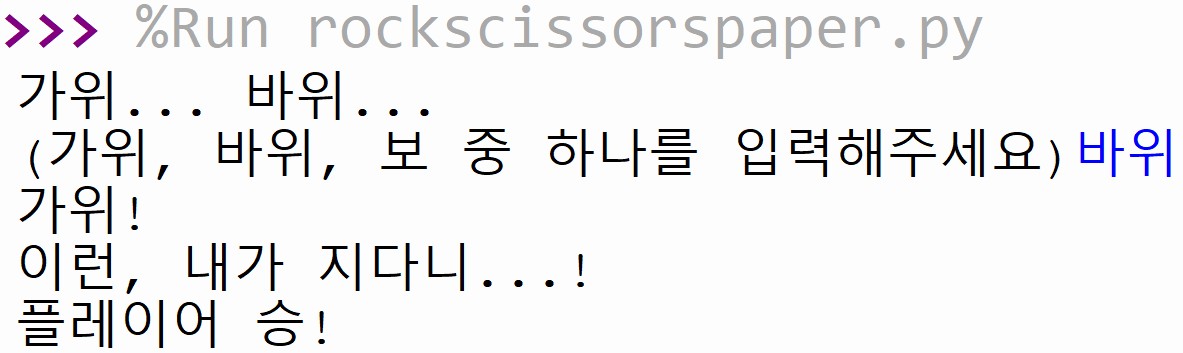 >>> %Run rockscissorspaper.py
가위... 바위...
(가위, 바위, 보 중 하나를 입력해주세요)바위
가위!
이런, 내가 지다니...!
플레이어 승!